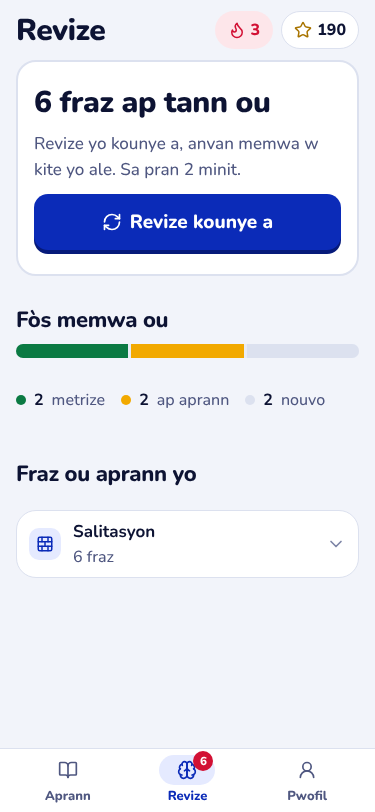 Revize
3
190
6 fraz ap tann ou
Revize yo kounye a, anvan memwa w
kite yo ale. Sa pran 2 minit.
Revize kounye a
Fòs memwa ou
2 metrize
2 ap aprann
2 nouvo
Fraz ou aprann yo
Salitasyon
6 fraz
6
Aprann
Revize
Pwofil